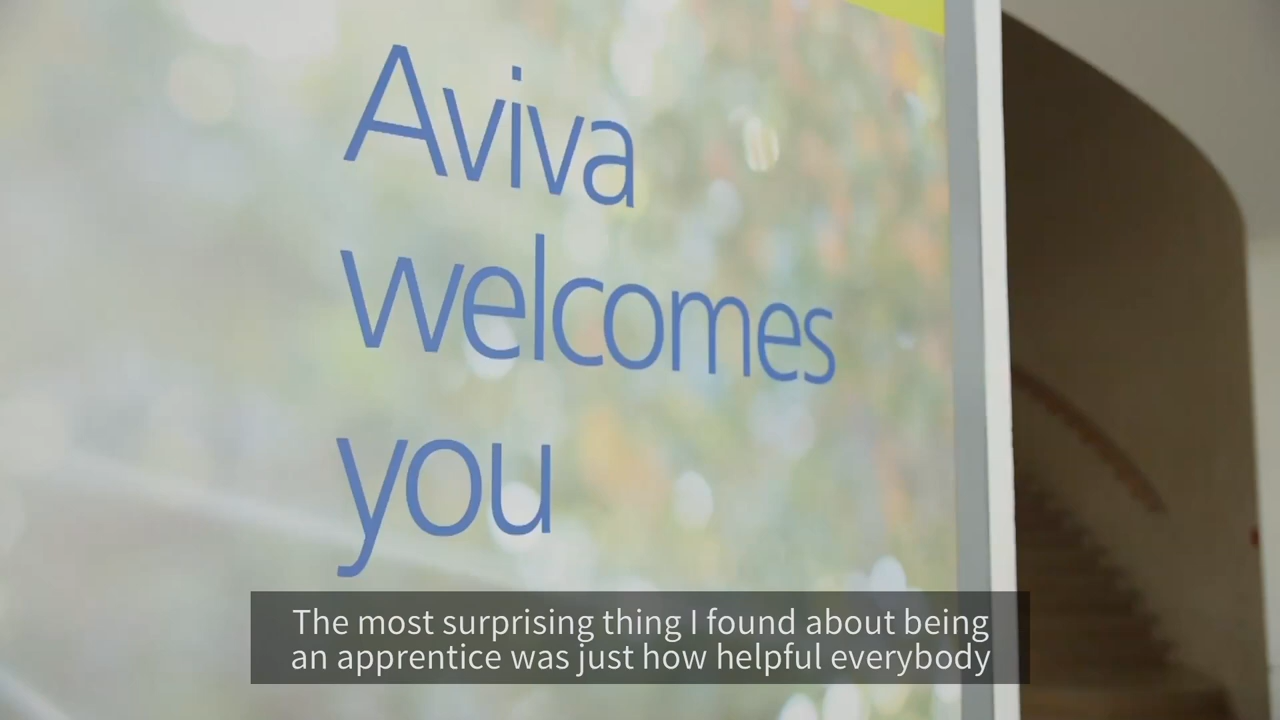 Aviva
welcomes
you
The most surprising thing I found about being
an apprentice was just how helpful everybody